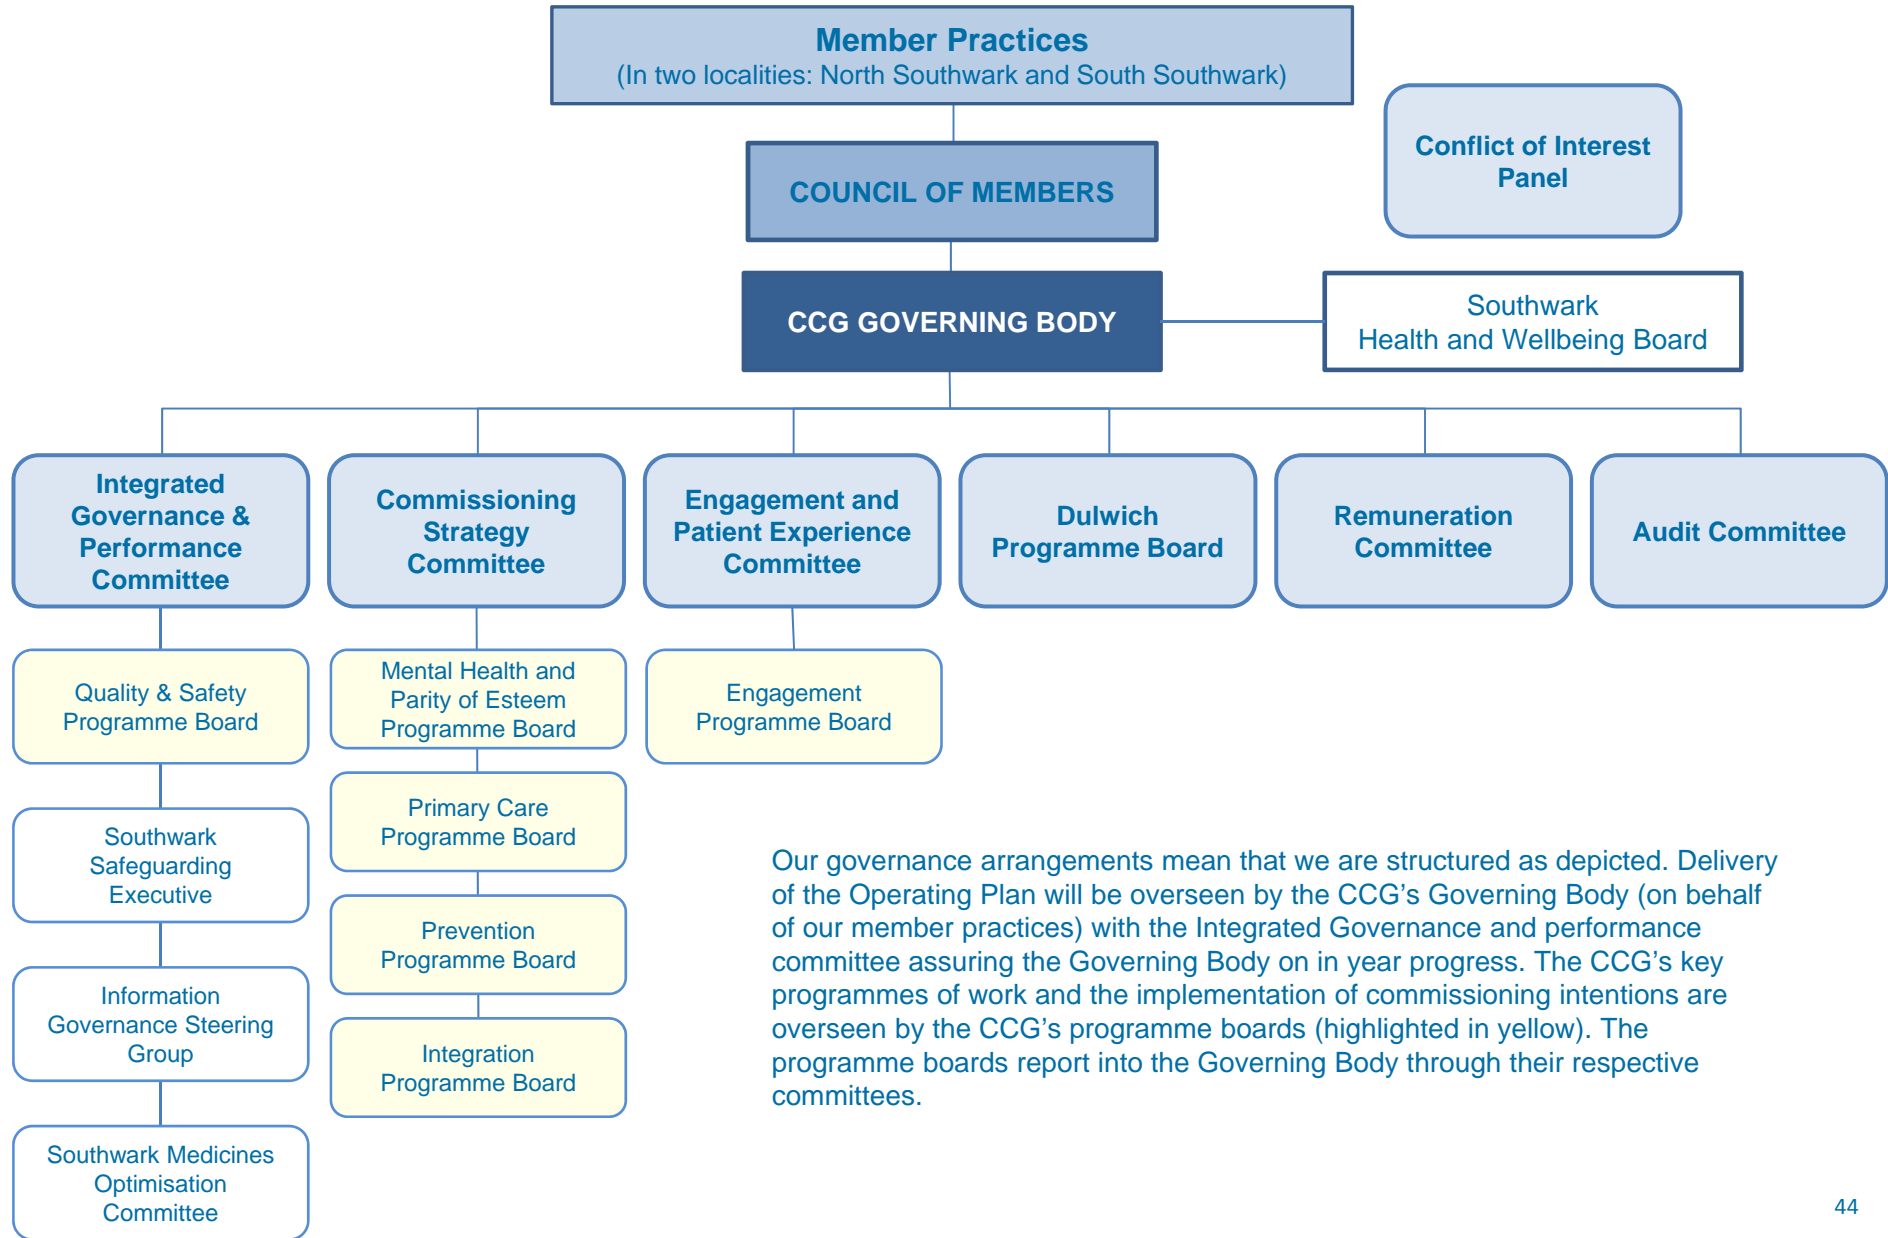 Member Practices
(In two localities: North Southwark and South Southwark)
Conflict of Interest
Panel
COUNCIL OF MEMBERS
CCG GOVERNING BODY
Southwark
Health and Wellbeing Board
Integrated
Governance &
Performance
Committee
Commissioning
Strategy
Committee
Engagement and
Patient Experience
Committee
Dulwich
Programme Board
Remuneration
Committee
Audit Committee
Quality & Safety
Programme Board
Southwark
Safeguarding
Executive
Information
Governance Steering
Group
Southwark Medicines
Optimisation
Committee
Mental Health and
Parity of Esteem
Programme Board
Primary Care
Programme Board
Prevention
Programme Board
Integration
Programme Board
Engagement
Programme Board
Our governance arrangements mean that we are structured as depicted. Delivery
of the Operating Plan will be overseen by the CCG's Governing Body (on behalf
of our member practices) with the Integrated Governance and performance
committee assuring the Governing Body on in year progress. The CCG's key
programmes of work and the implementation of commissioning intentions are
overseen by the CCG's programme boards (highlighted in yellow). The
programme boards report into the Governing Body through their respective
committees.
44